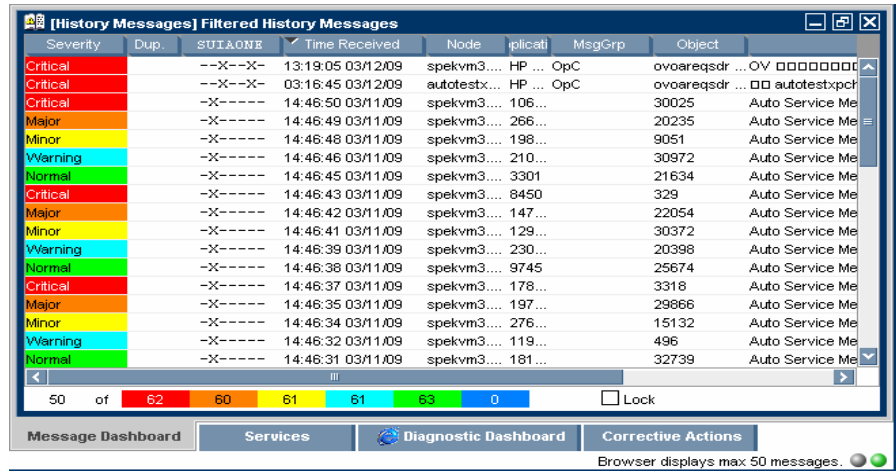 [History Messages] Filtered History Messages
Severity Dup. SUIAONE Time Received Node plicati MsgGrp Object
Critical --X--X- 13:19:05 03/12/09 spekvm3.... HP ... OpC ovoareqsdr ... OV □□□□□□□□
Critical --X--X- 03:16:45 03/12/09 autotestx... HP ... OpC ovoareqsdr ... □□ autotestxpch
Critical -X----- 14:46:50 03/11/09 spekvm3.... 106... 30025 Auto Service Me
Major -X----- 14:46:49 03/11/09 spekvm3.... 266... 20235 Auto Service Me
Minor -X----- 14:46:48 03/11/09 spekvm3.... 198... 9051 Auto Service Me
Warning -X----- 14:46:46 03/11/09 spekvm3.... 210... 30972 Auto Service Me
Normal -X----- 14:46:45 03/11/09 spekvm3.... 3301 21634 Auto Service Me
Critical -X----- 14:46:43 03/11/09 spekvm3.... 8450 329 Auto Service Me
Major -X----- 14:46:42 03/11/09 spekvm3.... 147... 22054 Auto Service Me
Minor -X----- 14:46:41 03/11/09 spekvm3.... 129... 30372 Auto Service Me
Warning -X----- 14:46:39 03/11/09 spekvm3.... 230... 20398 Auto Service Me
Normal -X----- 14:46:38 03/11/09 spekvm3.... 9745 25674 Auto Service Me
Critical -X----- 14:46:37 03/11/09 spekvm3.... 178... 3318 Auto Service Me
Major -X----- 14:46:35 03/11/09 spekvm3.... 197... 29866 Auto Service Me
Minor -X----- 14:46:34 03/11/09 spekvm3.... 276... 15132 Auto Service Me
Warning -X----- 14:46:32 03/11/09 spekvm3.... 119... 496 Auto Service Me
Normal -X----- 14:46:31 03/11/09 spekvm3.... 181... 32739 Auto Service Me
50 of 62 60 61 61 63 0 Lock
Message Dashboard Services Diagnostic Dashboard Corrective Actions
Browser displays max 50 messages.